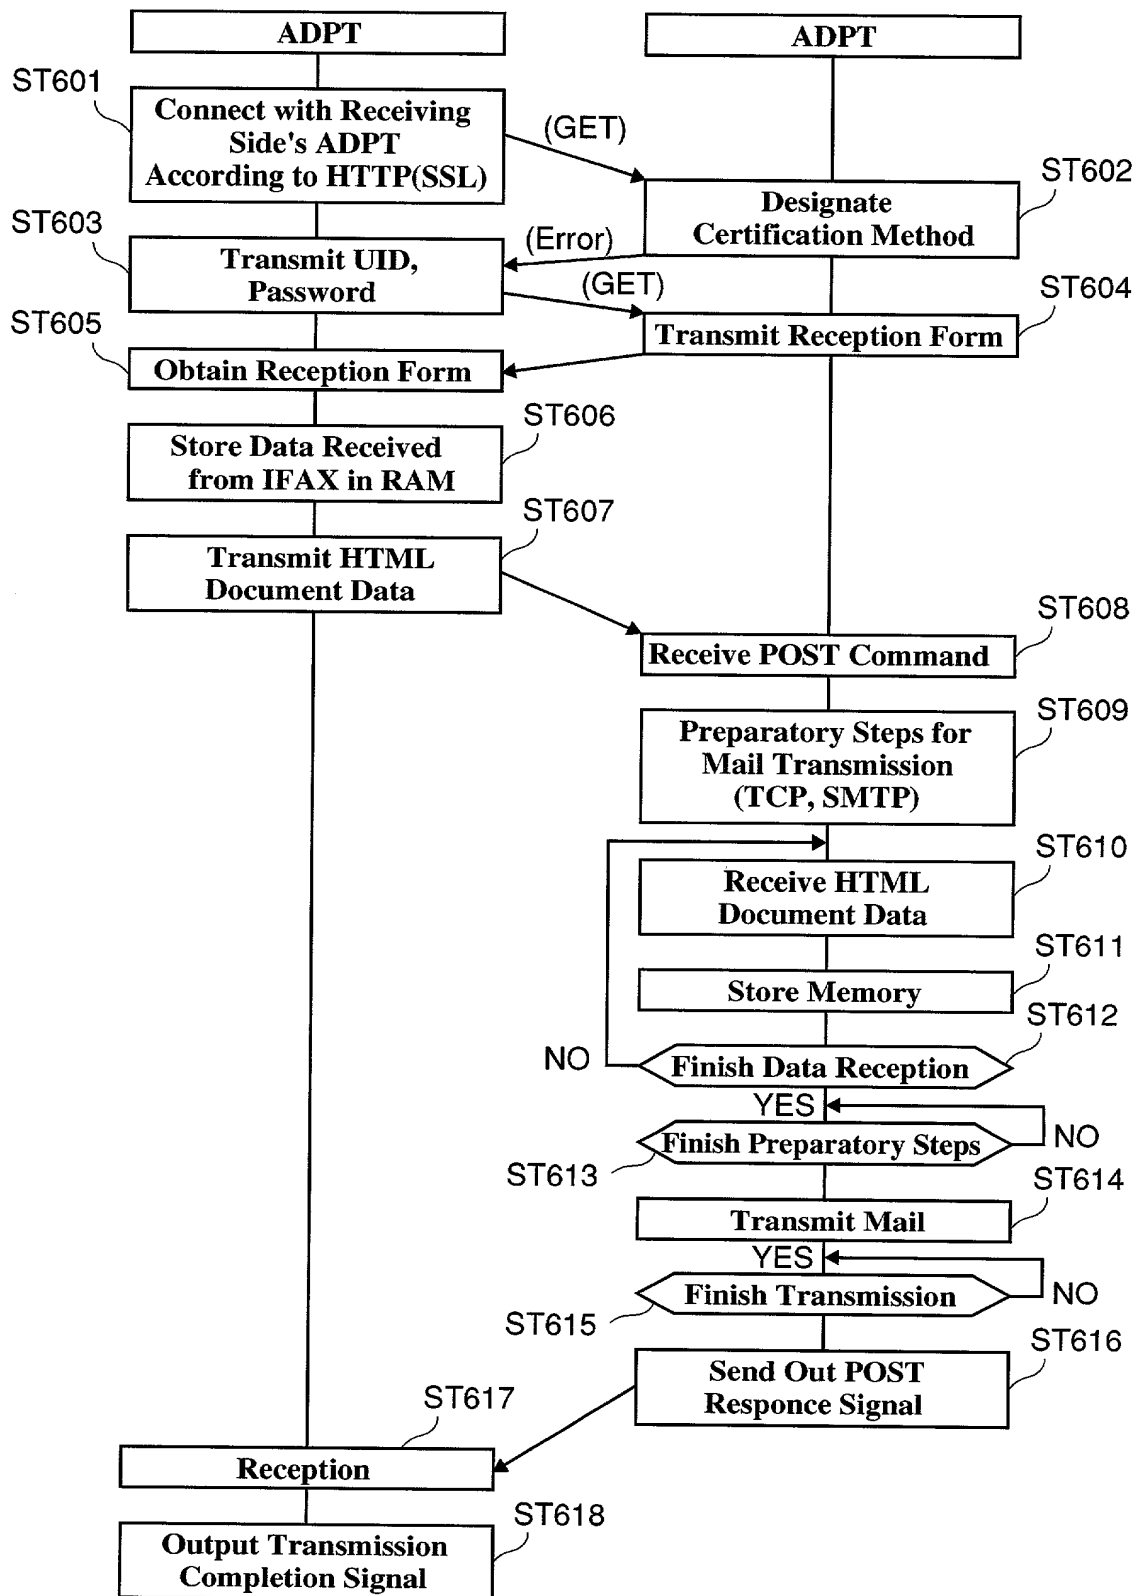 ADPT
ADPT
ST601
Connect with Receiving
Side's ADPT
According to HTTP(SSL)
(GET)
ST602
Designate
Certification Method
ST603
(Error)
Transmit UID,
Password
(GET)
ST604
Transmit Reception Form
ST605
Obtain Reception Form
ST606
Store Data Received
from IFAX in RAM
ST607
Transmit HTML
Document Data
ST608
Receive POST Command
ST609
Preparatory Steps for
Mail Transmission
(TCP, SMTP)
ST610
Receive HTML
Document Data
ST611
Store Memory
ST612
NO
Finish Data Reception
YES
Finish Preparatory Steps
NO
ST613
ST614
Transmit Mail
YES
Finish Transmission
NO
ST615
ST616
Send Out POST
Responce Signal
ST617
Reception
ST618
Output Transmission
Completion Signal